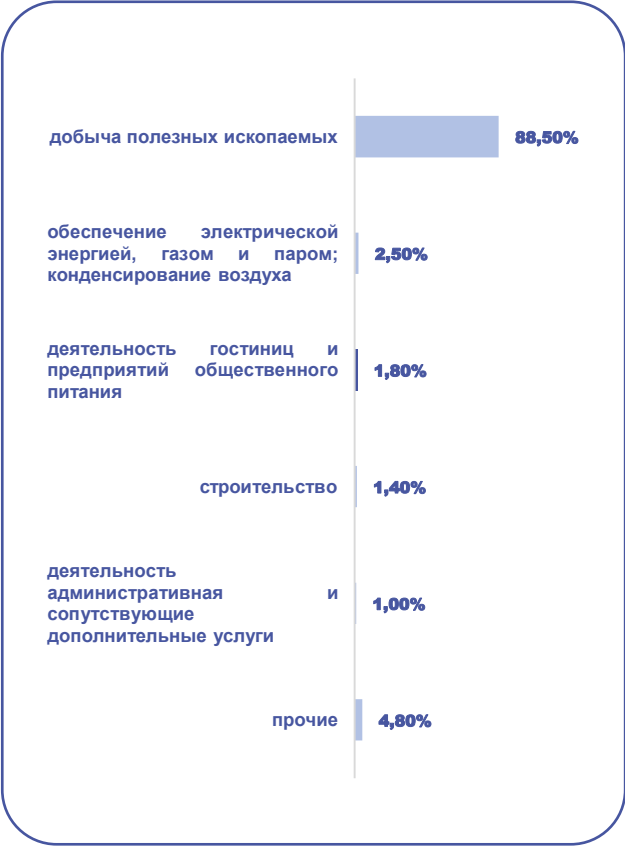 добыча полезных ископаемых
88,50%
обеспечение электрической
энергией, газом и паром;
конденсирование воздуха
2,50%
деятельность гостиниц и
предприятий общественного
питания
1,80%
строительство
1,40%
деятельность
административная и
сопутствующие
дополнительные услуги
1,00%
прочие
4,80%